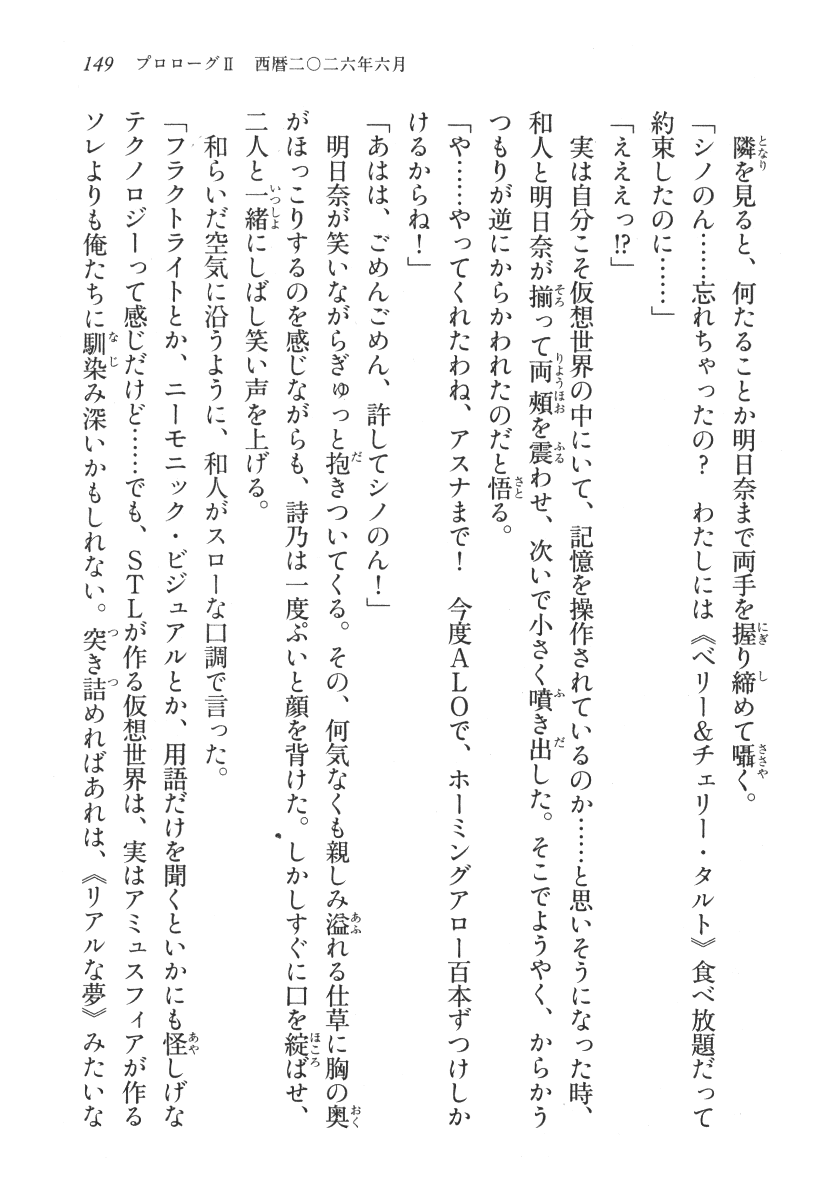 149 プロローグⅡ 西暦二〇二六年六月
隣を見ると、何たることか明日奈まで両手を握り締めて囁く。
「シノのん……忘れちゃったの？ わたしには《ベリー＆チェリー・タルト》食べ放題だって
約束したのに……」
「えええっ!?」
実は自分こそ仮想世界の中にいて、記憶を操作されているのか……と思いそうになった時、
和人と明日奈が揃って両頰を震わせ、次いで小さく噴き出した。そこでようやく、からかう
つもりが逆にからかわれたのだと悟る。
「や……やってくれたわね、アスナまで！ 今度ＡＬＯで、ホーミングアロー百本ずつけしか
けるからね！」
「あはは、ごめんごめん、許してシノのん！」
明日奈が笑いながらぎゅっと抱きついてくる。その、何気なくも親しみ溢れる仕草に胸の奥
がほっこりするのを感じながらも、詩乃は一度ぷいと顔を背けた。しかしすぐに口を綻ばせ、
二人と一緒にしばし笑い声を上げる。
和らいだ空気に沿うように、和人がスローな口調で言った。
「フラクトライトとか、ニーモニック・ビジュアルとか、用語だけを聞くといかにも怪しげな
テクノロジーって感じだけど……でも、ＳＴＬが作る仮想世界は、実はアミュスフィアが作る
ソレよりも俺たちに馴染み深いかもしれない。突き詰めればあれは、《リアルな夢》みたいな